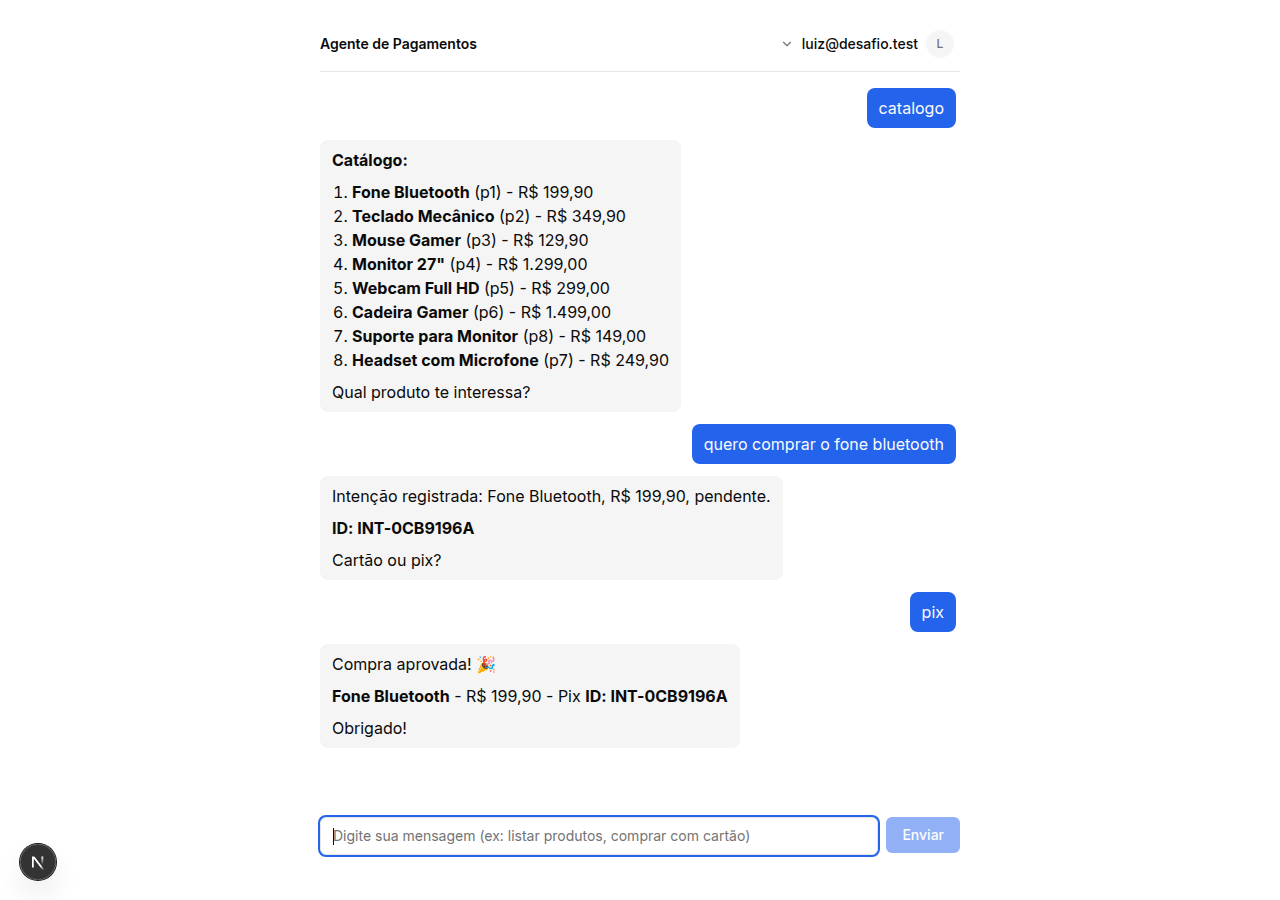 Agente de Pagamentos
luiz@desafio.test
L
catalogo
Catálogo:
1. Fone Bluetooth (p1) - R$ 199,90
2. Teclado Mecânico (p2) - R$ 349,90
3. Mouse Gamer (p3) - R$ 129,90
4. Monitor 27" (p4) - R$ 1.299,00
5. Webcam Full HD (p5) - R$ 299,00
6. Cadeira Gamer (p6) - R$ 1.499,00
7. Suporte para Monitor (p8) - R$ 149,00
8. Headset com Microfone (p7) - R$ 249,90
Qual produto te interessa?
quero comprar o fone bluetooth
Intenção registrada: Fone Bluetooth, R$ 199,90, pendente.
ID: INT-0CB9196A
Cartão ou pix?
pix
Compra aprovada! 🎉
Fone Bluetooth - R$ 199,90 - Pix ID: INT-0CB9196A
Obrigado!
Digite sua mensagem (ex: listar produtos, comprar com cartão)
Enviar
N